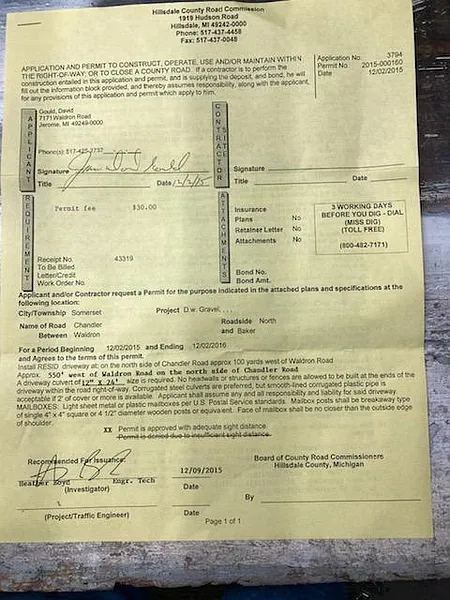 Hillsdale County Road Commission
1919 Hudson Road
Hillsdale, MI 49242-0000
Phone: 517-437-4458
Fax: 517-437-0048
APPLICATION AND PERMIT TO CONSTRUCT, OPERATE, USE AND/OR MAINTAIN WITHIN
THE RIGHT-OF-WAY; OR TO CLOSE A COUNTY ROAD. If a contractor is to perform the
construction entailed in this application and permit, and is supplying the deposit, and bond, he will
fill out the information block provided, and thereby assumes responsibility, along with the applicant,
for any provisions of this application and permit which apply to him.
Application No. 3794
Permit No. 2015-000160
Date 12/02/2015
APPLICANT
Gould, David
7171 Waldron Road
Jerome, MI 49249-0000
Phone(s)
Signature
Title Date 12/2/15
CONTRACTOR
Signature
Title Date
REQUIREMENT
Permit fee $30.00
Receipt No. 43319
To Be Billed
Letter/Credit
Work Order No.
ATTACHMENTS
Insurance
Plans No
Retainer Letter No
Attachments No
Bond No.
Bond Amt.
3 WORKING DAYS
BEFORE YOU DIG - DIAL
(MISS DIG)
(TOLL FREE)
(800-482-7171)
Applicant and/or Contractor request a Permit for the purpose indicated in the attached plans and specifications at the
following location:
City/Township Somerset Project D.w. Gravel, . . .
Name of Road Chandler Roadside North
Between Waldron and Baker
For a Period Beginning 12/02/2015 and Ending 12/02/2016
and Agrees to the terms of this permit.
Install RESID driveway at: on the north side of Chandler Road approx 100 yards west of Waldron Road
Approx. 550' west of Waldron Road on the north side of Chandler Road
A driveway culvert of 12" X 24' size is required. No headwalls or structures or fences are allowed to be built at the ends of the
driveway within the road right-of-way. Corrugated steel culverts are preferred, but smooth-lined corrugated plastic pipe is
acceptable if 2' of cover or more is available. Applicant shall assume any and all responsibility and liability for said driveway.
MAILBOXES: Light sheet metal or plastic mailboxes per U.S. Postal Service standards. Mailbox posts shall be breakaway type
of single 4" x 4" square or 4 1/2" diameter wooden posts or equivalent. Face of mailbox shall be no closer than the outside edge
of shoulder.
XX Permit is approved with adequate sight distance.
Permit is denied due to insufficient sight distance.
Recommended For Issuance:
Heather Boyd Engr. Tech 12/09/2015
(Investigator) Date
Board of County Road Commissioners
Hillsdale County, Michigan
By
(Project/Traffic Engineer) Date
Page 1 of 1